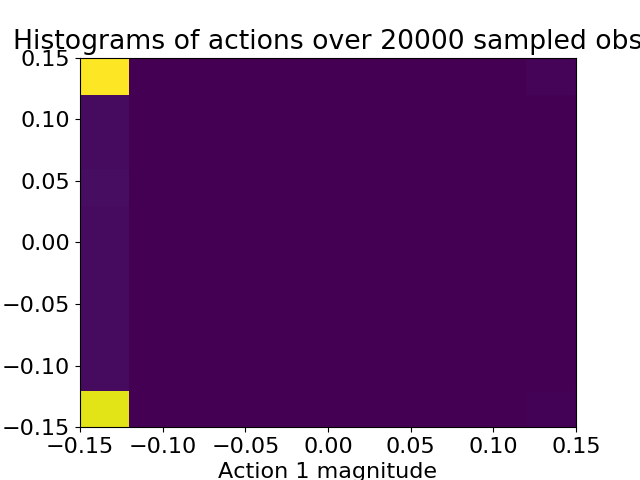 Histograms of actions over 20000 sampled obs
0.15
0.10
0.05
0.00
−0.05
−0.10
−0.15
−0.15 −0.10 −0.05 0.00 0.05 0.10 0.15
Action 1 magnitude